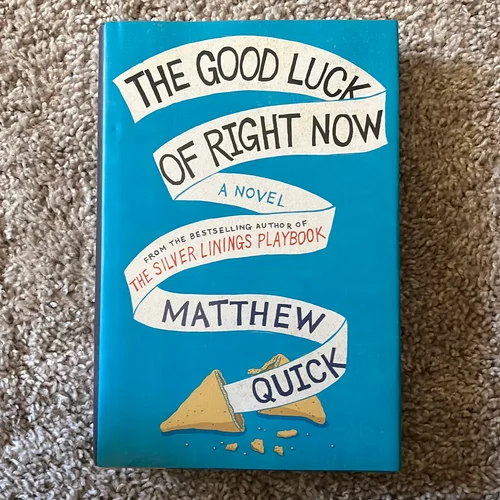 THE GOOD LUCK
OF RIGHT NOW
A NOVEL
FROM THE BESTSELLING AUTHOR OF
THE SILVER LININGS PLAYBOOK
MATTHEW
QUICK